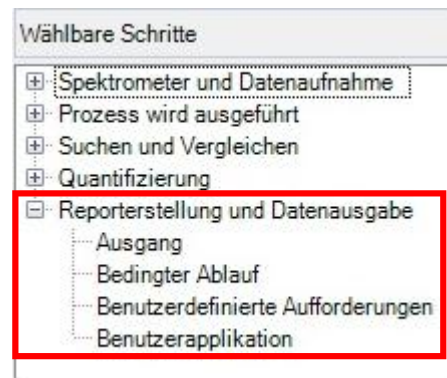 Wählbare Schritte
Spektrometer und Datenaufnahme
Prozess wird ausgeführt
Suchen und Vergleichen
Quantifizierung
Reporterstellung und Datenausgabe
Ausgang
Bedingter Ablauf
Benutzerdefinierte Aufforderungen
Benutzerapplikation